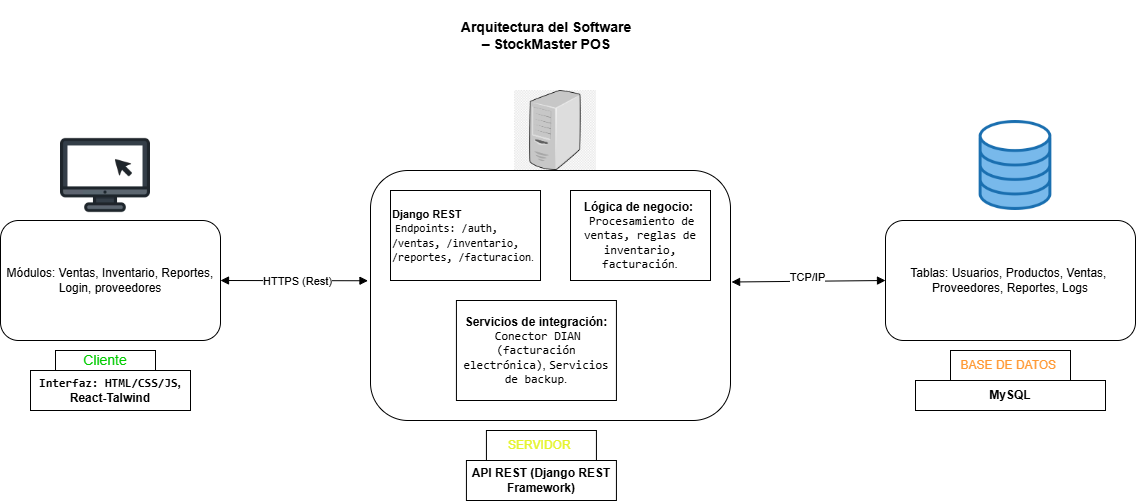 Arquitectura del Software
– StockMaster POS
Módulos: Ventas, Inventario, Reportes,
Login, proveedores
Cliente
Interfaz: HTML/CSS/JS,
React-Talwind
HTTPS (Rest)
Django REST
Endpoints: /auth,
/ventas, /inventario,
/reportes, /facturacion.
Lógica de negocio:
Procesamiento de
ventas, reglas de
inventario,
facturación.
Servicios de integración:
Conector DIAN
(facturación
electrónica), Servicios
de backup.
SERVIDOR
API REST (Django REST
Framework)
TCP/IP
Tablas: Usuarios, Productos, Ventas,
Proveedores, Reportes, Logs
BASE DE DATOS
MySQL